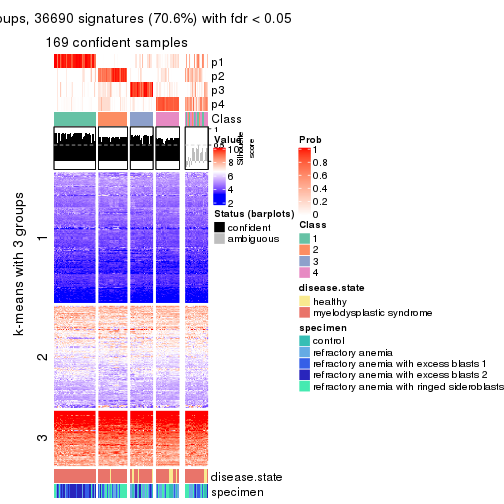 oups, 36690 signatures (70.6%) with fdr < 0.05
169 confident samples
p1
p2
p3
p4
Class
1
0.5
Silhouette
score
k-means with 3 groups
1
2
3
disease.state
specimen
Value
10
8
6
4
2
Status (barplots)
confident
ambiguous
Prob
1
0.8
0.6
0.4
0.2
0
Class
1
2
3
4
disease.state
healthy
myelodysplastic syndrome
specimen
control
refractory anemia
refractory anemia with excess blasts 1
refractory anemia with excess blasts 2
refractory anemia with ringed sideroblasts